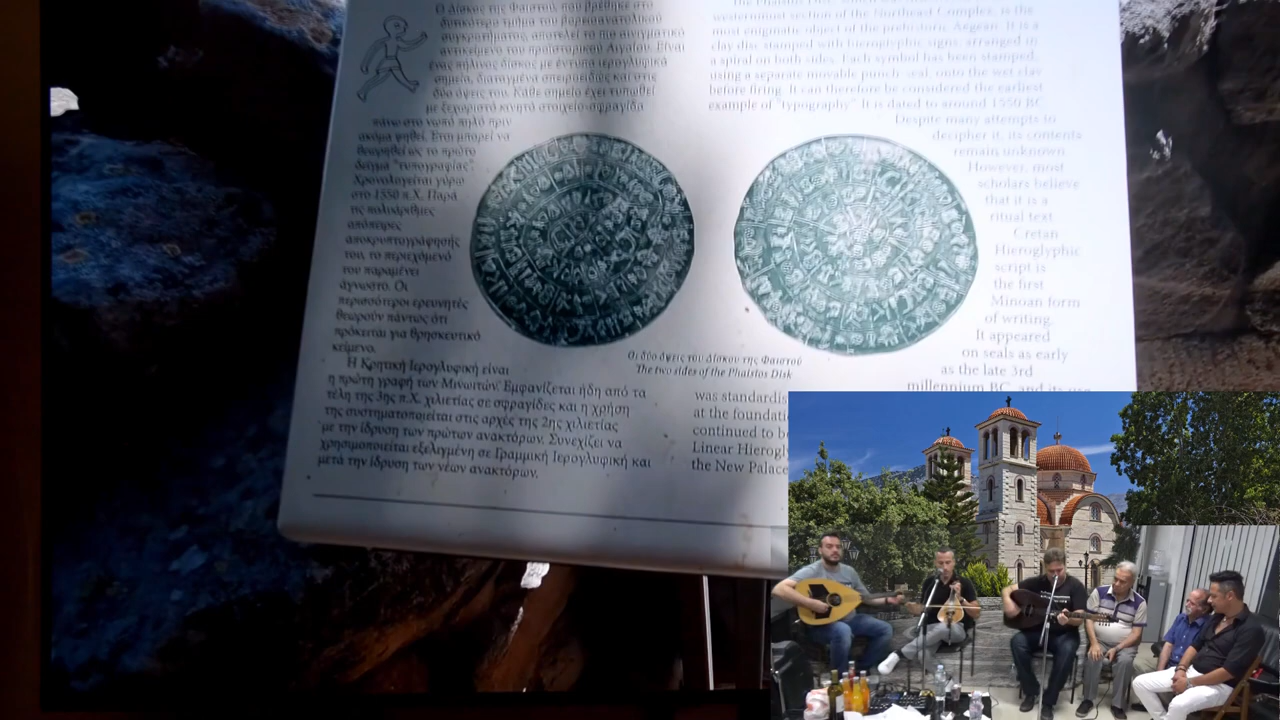 Ο Δίσκος της Φαιστού, που βρέθηκε στο
δυτικότερο τμήμα του βορειοανατολικού
συγκροτήματος, αποτελεί το πιο αινιγματικό
αντικείμενο του προϊστορικού Αιγαίου. Είναι
ένας πήλινος δίσκος με ένσημα ιερογλυφικά
σημεία, διατεταγμένα σπειροειδώς και στις
δύο όψεις του. Κάθε σημείο έχει τυπωθεί
με ξεχωριστό κινητό στοιχείο-σφραγίδα
πάνω στο νωπό πηλό πριν
ακόμα ψηθεί. Έτσι μπορεί να
θεωρηθεί ως το πρώτο
δείγμα "τυπογραφίας".
Χρονολογείται γύρω
στο 1550 π.Χ. Παρά
τις πολυάριθμες
απόπειρες
αποκρυπτογράφησής
του, το περιεχόμενό
του παραμένει
άγνωστο. Οι
περισσότεροι ερευνητές
θεωρούν πάντως ότι
πρόκειται για θρησκευτικό
κείμενο.
Η Κρητική Ιερογλυφική είναι
η πρώτη γραφή των Μινωιτών. Εμφανίζεται ήδη από τα
τέλη της 3ης π.Χ. χιλιετίας σε σφραγίδες και η χρήση
της συστηματοποιείται στις αρχές της 2ης χιλιετίας
με την ίδρυση των πρώτων ανακτόρων. Συνεχίζει να
χρησιμοποιείται εξελιγμένη σε Γραμμική Ιερογλυφική και
μετά την ίδρυση των νέων ανακτόρων.
westernmost section of the Northeast Complex, is the
most enigmatic object of the prehistoric Aegean. It is a
clay disc stamped with hieroglyphic signs, arranged in
a spiral on both sides. Each symbol has been stamped,
using a separate movable punch-seal, onto the wet clay
before firing. It can therefore be considered the earliest
example of "typography". It is dated to around 1550 BC.
Despite many attempts to
decipher it, its contents
remain unknown.
However, most
scholars believe
that it is a
ritual text
Cretan
Hieroglyphic
script is
the first
Minoan form
of writing.
It appeared
on seals as early
as the late 3rd
millennium BC, and its use
was standardis
at the foundati
continued to be
Linear Hierogl
the New Palace
Οι δύο όψεις του Δίσκου της Φαιστού
The two sides of the Phaistos Disk